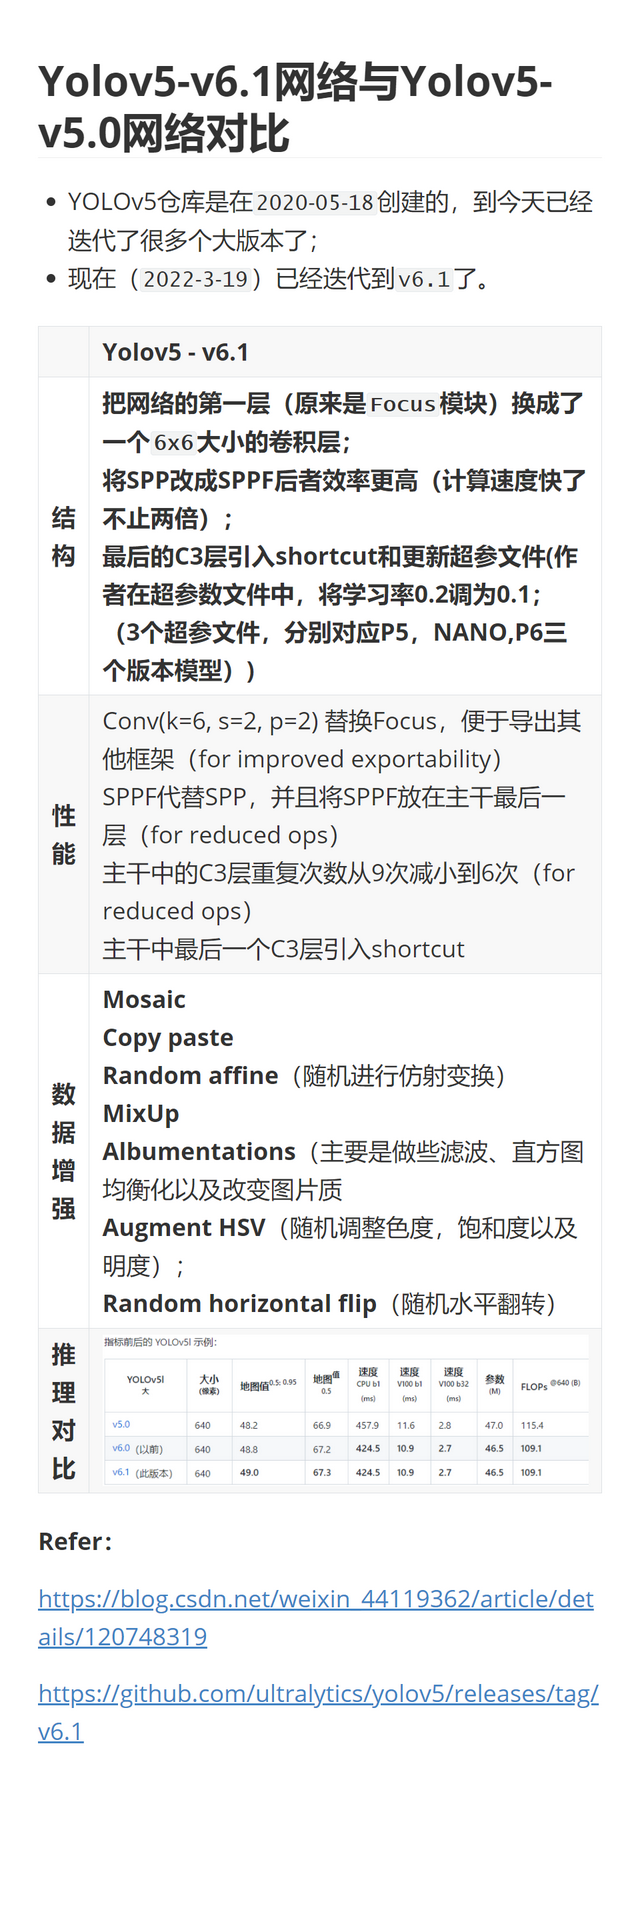 Yolov5-v6.1网络与Yolov5-
v5.0网络对比
YOLOv5仓库是在2020-05-18创建的，到今天已经
迭代了很多个大版本了；
现在（2022-3-19）已经迭代到v6.1了。
Yolov5 - v6.1
结构
把网络的第一层（原来是Focus模块）换成了
一个6x6大小的卷积层；
将SPP改成SPPF后者效率更高（计算速度快了
不止两倍）；
最后的C3层引入shortcut和更新超参文件(作
者在超参数文件中，将学习率0.2调为0.1；
（3个超参文件，分别对应P5，NANO,P6三
个版本模型））
性能
Conv(k=6, s=2, p=2) 替换Focus，便于导出其
他框架（for improved exportability）
SPPF代替SPP，并且将SPPF放在主干最后一
层（for reduced ops）
主干中的C3层重复次数从9次减小到6次（for
reduced ops）
主干中最后一个C3层引入shortcut
数据增强
Mosaic
Copy paste
Random affine（随机进行仿射变换）
MixUp
Albumentations（主要是做些滤波、直方图
均衡化以及改变图片质
Augment HSV（随机调整色度，饱和度以及
明度）；
Random horizontal flip（随机水平翻转）
推理对比
指标前后的 YOLOv5l 示例：
YOLOv5l 大 大小 (像素) 地图值0.5: 0.95 地图值 0.5 速度 CPU b1 (ms) 速度 V100 b1 (ms) 速度 V100 b32 (ms) 参数 (M) FLOPs @640 (B)
v5.0 640 48.2 66.9 457.9 11.6 2.8 47.0 115.4
v6.0（以前） 640 48.8 67.2 424.5 10.9 2.7 46.5 109.1
v6.1（此版本） 640 49.0 67.3 424.5 10.9 2.7 46.5 109.1
Refer：
https://blog.csdn.net/weixin_44119362/article/det
ails/120748319
https://github.com/ultralytics/yolov5/releases/tag/
v6.1